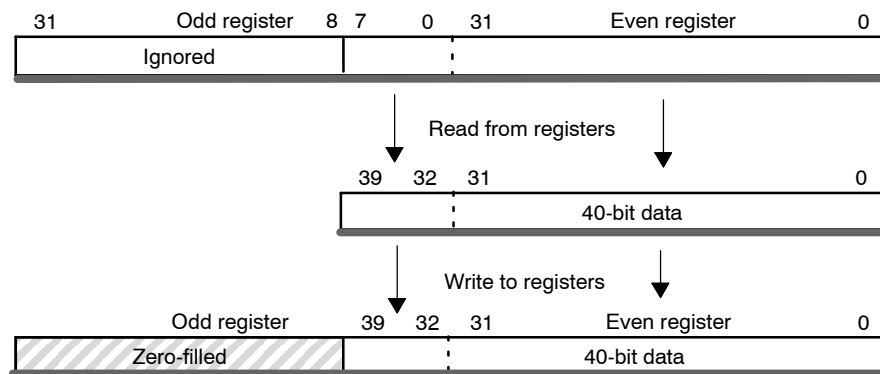 31 Odd register 8 7 0 31 Even register 0
Ignored
Read from registers
39 32 31 0
40-bit data
Write to registers
Odd register 39 32 31 Even register 0
Zero-filled 40-bit data